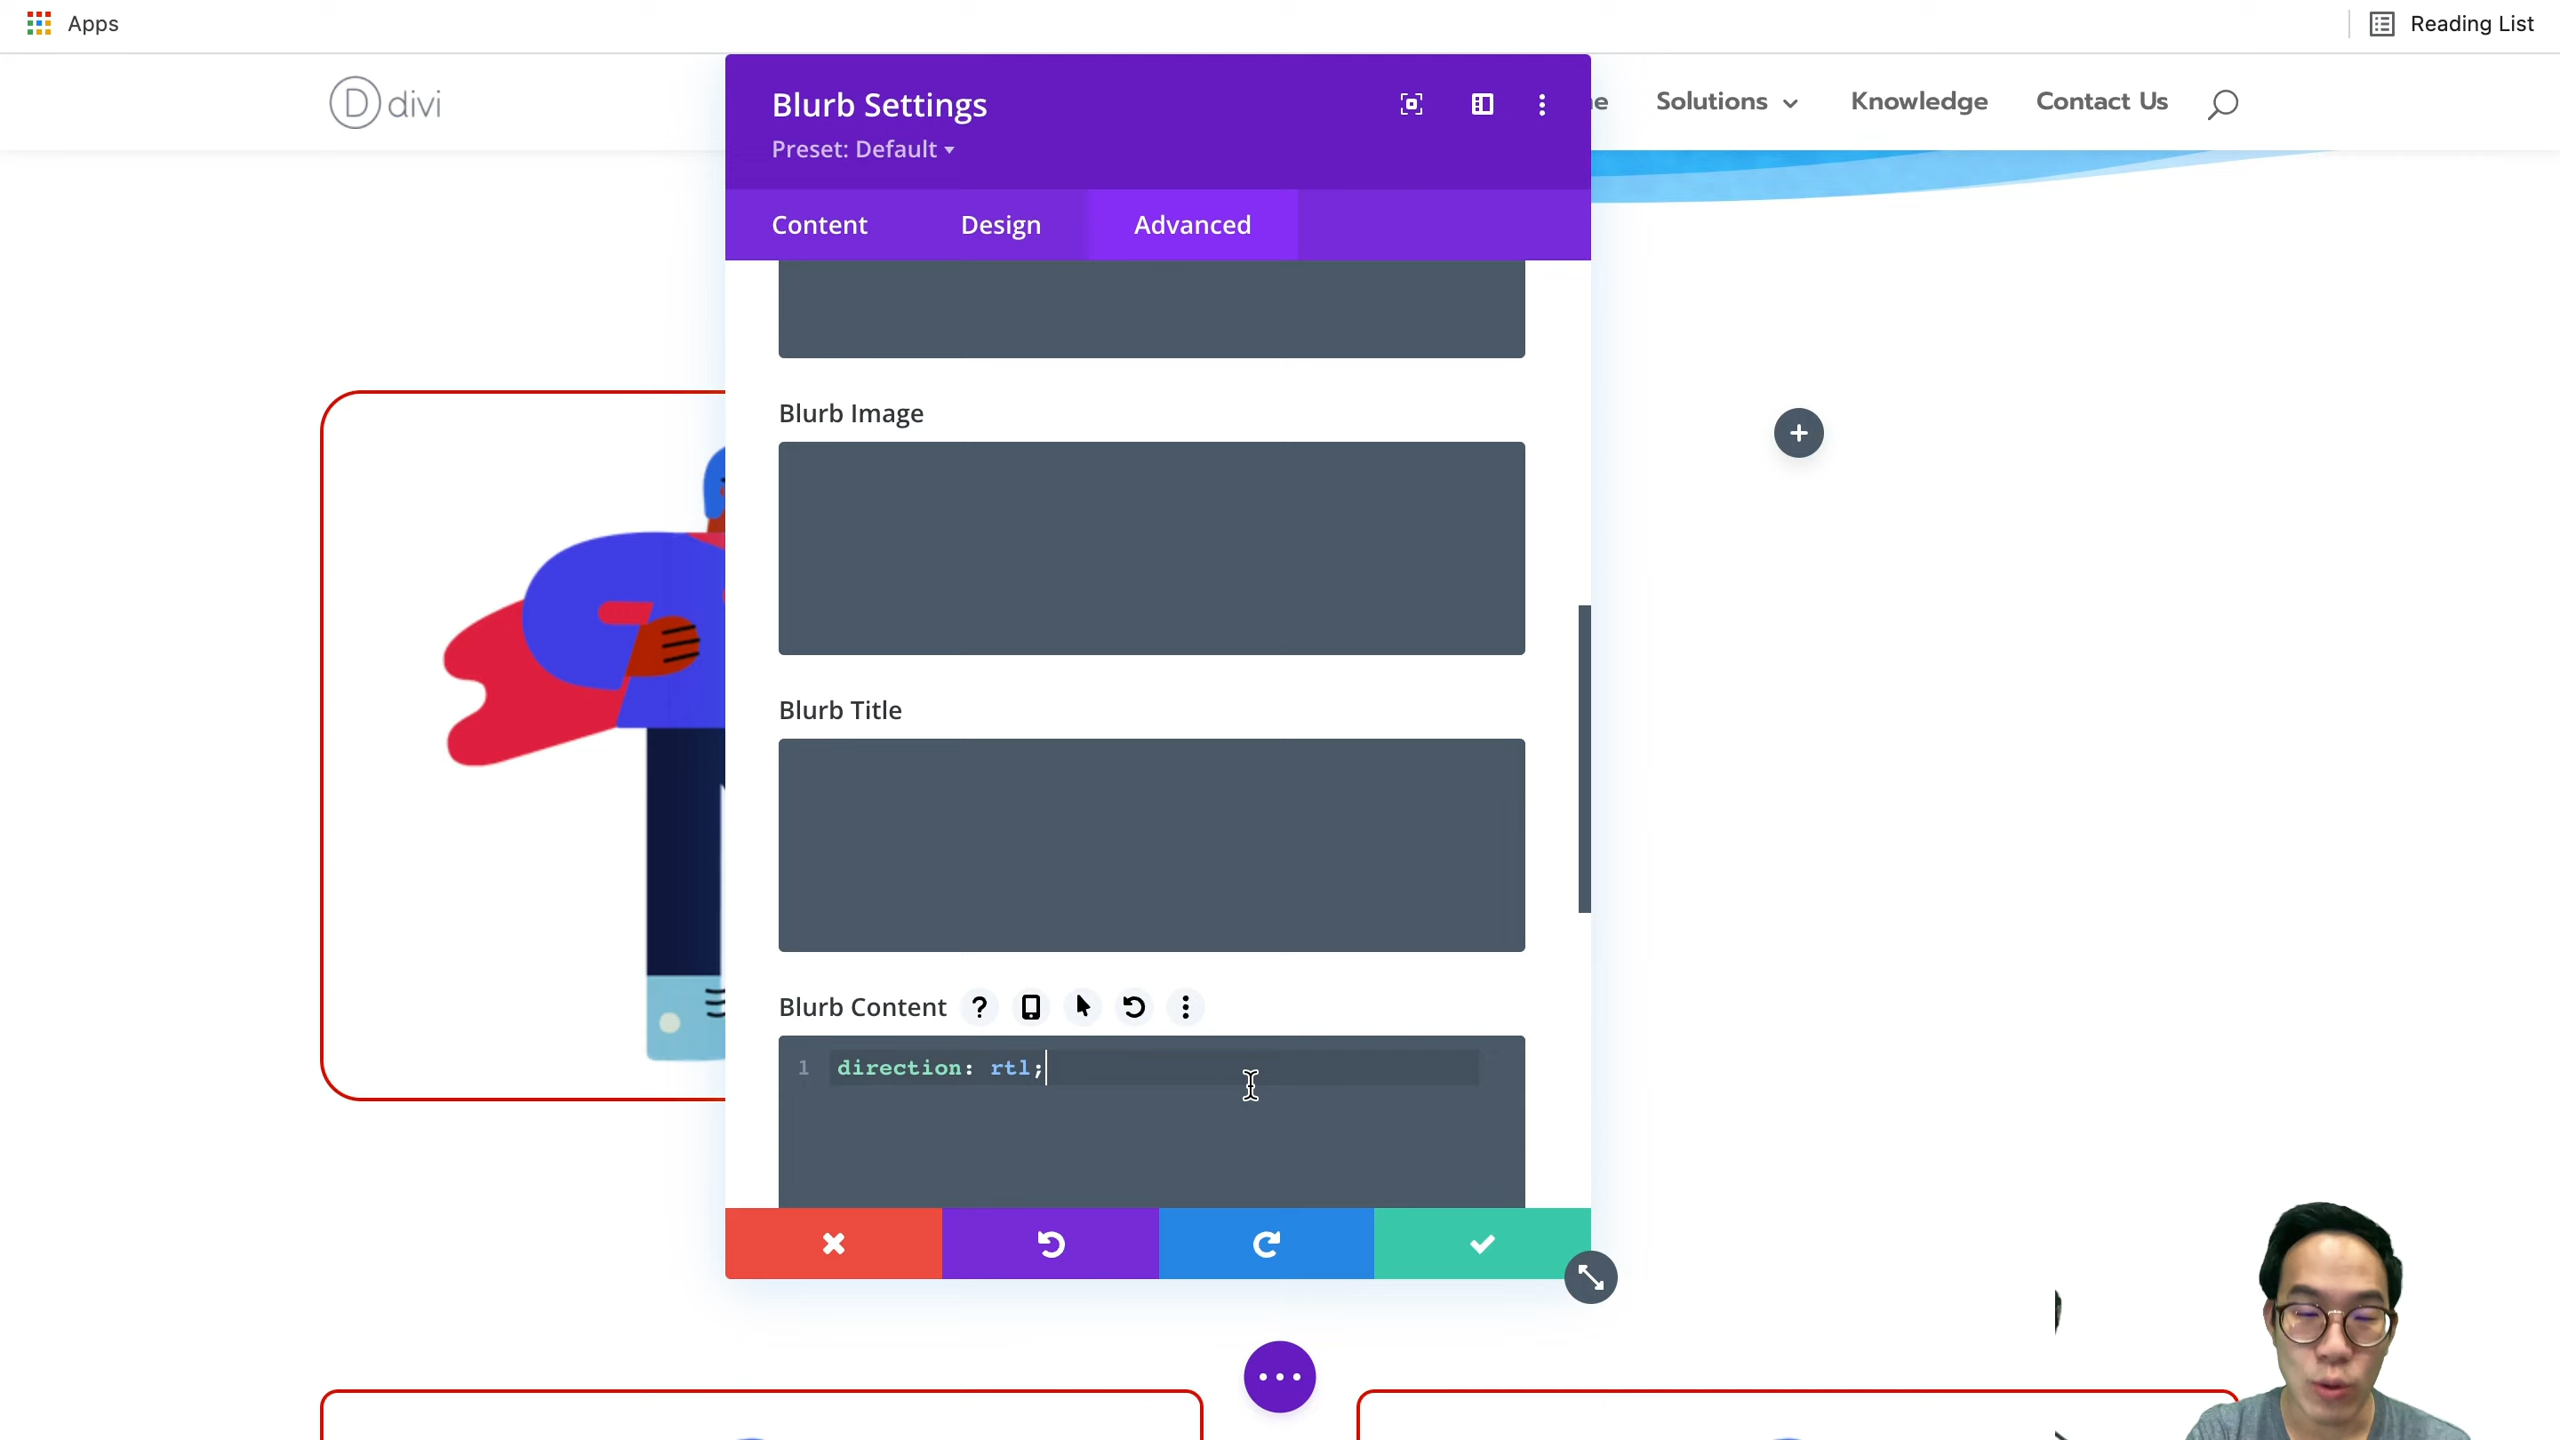 Apps
Reading List
D divi
Blurb Settings
Preset: Default
Solutions
Knowledge
Contact Us
Content
Design
Advanced
Blurb Image
Blurb Title
Blurb Content
?
1 direction: rtl;